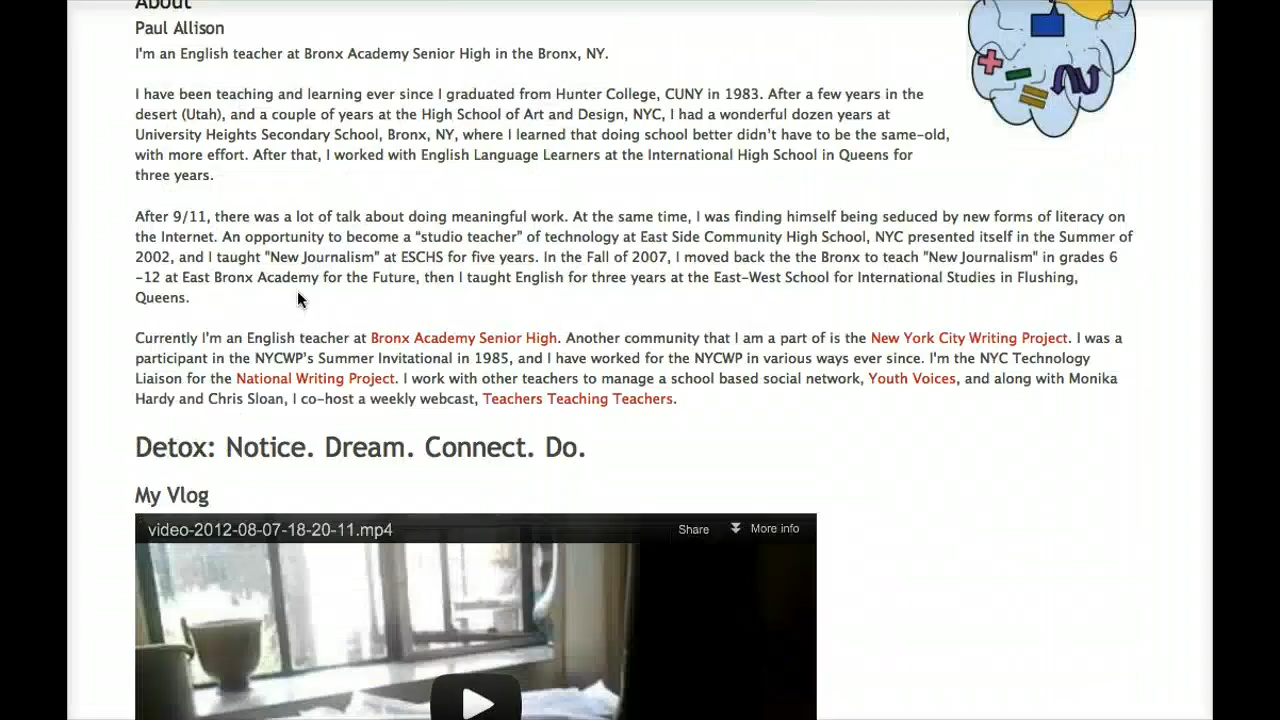 About
Paul Allison
I'm an English teacher at Bronx Academy Senior High in the Bronx, NY.
I have been teaching and learning ever since I graduated from Hunter College, CUNY in 1983. After a few years in the
desert (Utah), and a couple of years at the High School of Art and Design, NYC, I had a wonderful dozen years at
University Heights Secondary School, Bronx, NY, where I learned that doing school better didn't have to be the same-old,
with more effort. After that, I worked with English Language Learners at the International High School in Queens for
three years.
After 9/11, there was a lot of talk about doing meaningful work. At the same time, I was finding himself being seduced by new forms of literacy on
the Internet. An opportunity to become a “studio teacher” of technology at East Side Community High School, NYC presented itself in the Summer of
2002, and I taught "New Journalism" at ESCHS for five years. In the Fall of 2007, I moved back the the Bronx to teach "New Journalism" in grades 6
-12 at East Bronx Academy for the Future, then I taught English for three years at the East-West School for International Studies in Flushing,
Queens.
Currently I'm an English teacher at Bronx Academy Senior High. Another community that I am a part of is the New York City Writing Project. I was a
participant in the NYCWP's Summer Invitational in 1985, and I have worked for the NYCWP in various ways ever since. I'm the NYC Technology
Liaison for the National Writing Project. I work with other teachers to manage a school based social network, Youth Voices, and along with Monika
Hardy and Chris Sloan, I co-host a weekly webcast, Teachers Teaching Teachers.
Detox: Notice. Dream. Connect. Do.
My Vlog
video-2012-08-07-18-20-11.mp4 Share More info